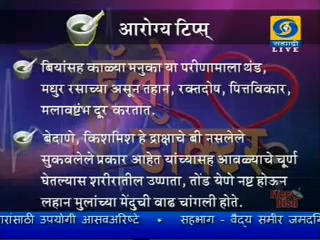 आरोग्य टिप्स्
सह्याद्री
LIVE
बियांसह काळ्या मनुका या परीणामाला थंड,
मधुर रसाच्या असून तहान, रक्तदोष, पित्तविकार,
मलावष्टंभ दूर करतात.
बेदाणे, किशमिश हे द्राक्षाचे बी नसलेले
सुकवलेले प्रकार आहेत यांच्यासह आवळ्याचे चूर्ण
घेतल्यास शरीरातील उष्णता, तोंड येणे नष्ट होऊन
लहान मुलांच्या मेंदुची वाढ चांगली होते.
ारांसाठी उपयोगी आसवअरिष्टे * सहभाग - वैद्य समीर जमदग्नि